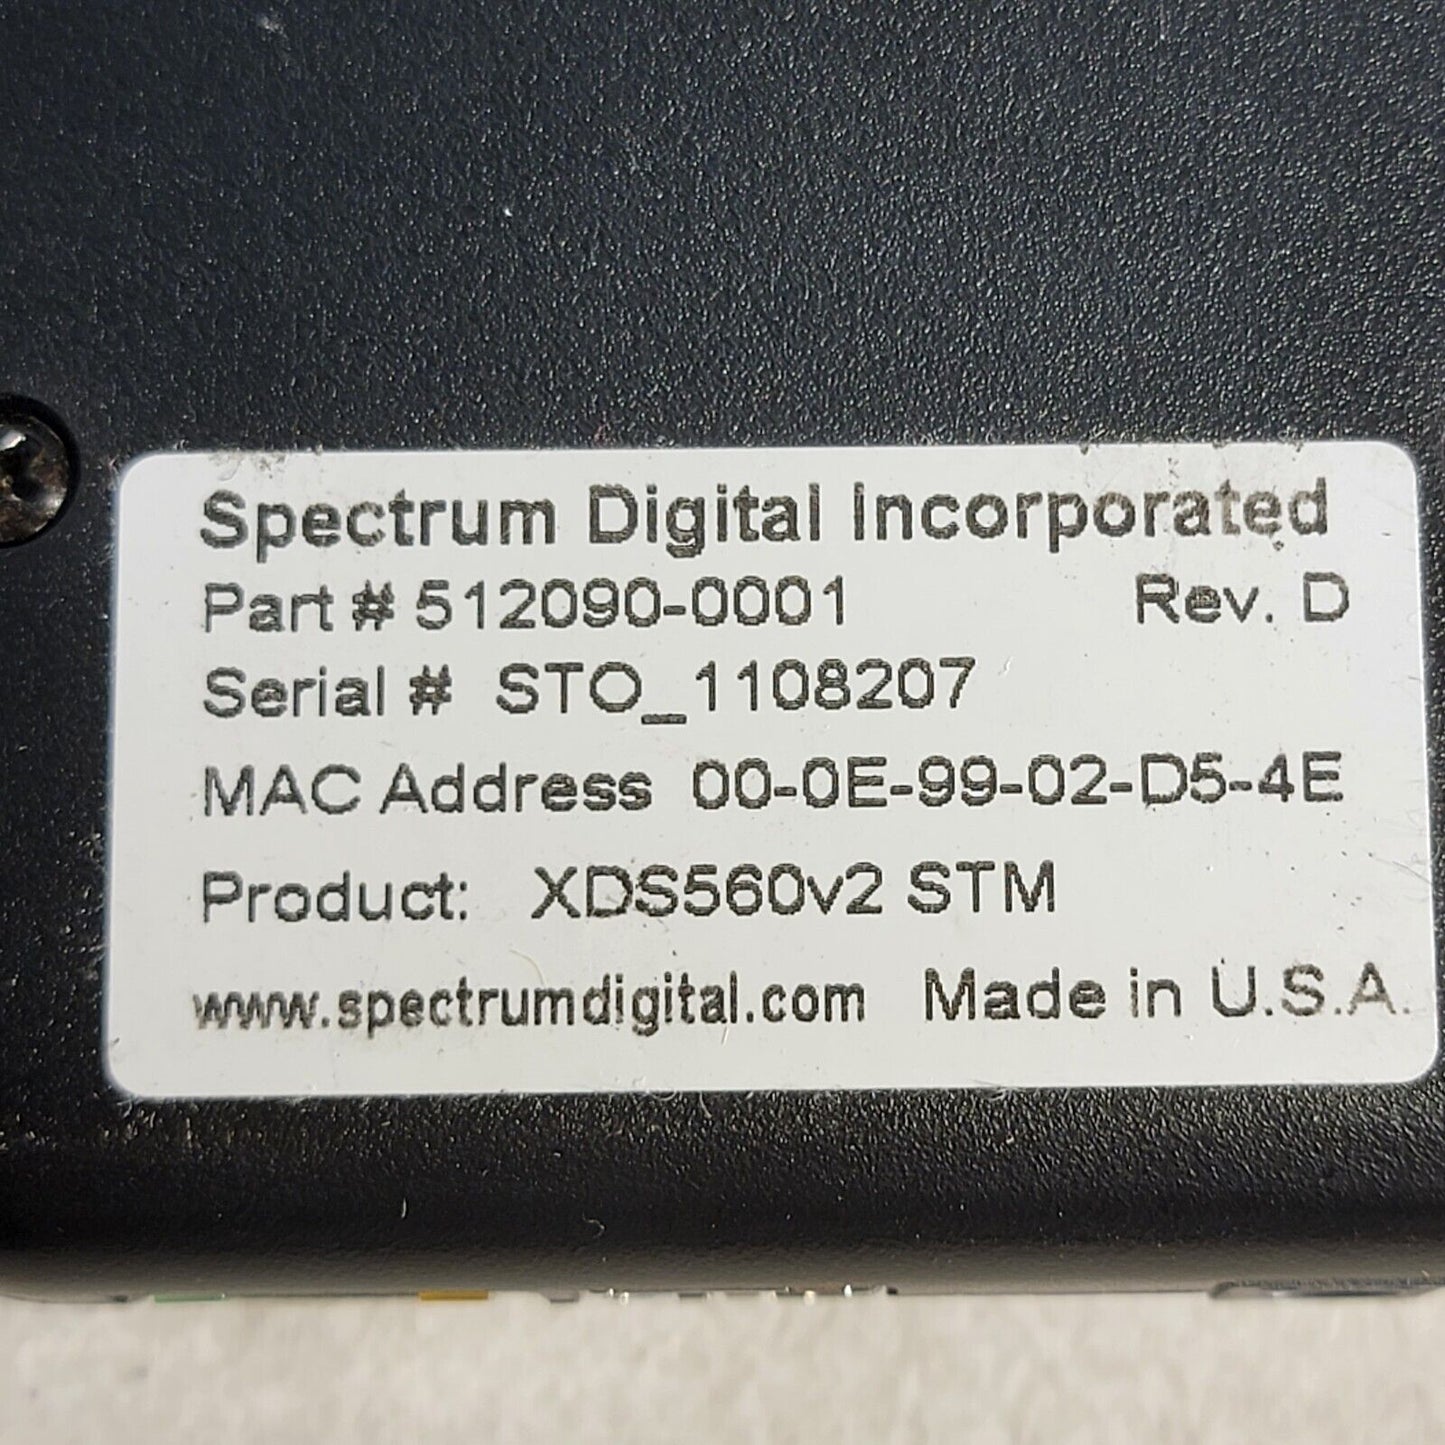 Spectrum Digital Incorporated
Part # 512090-0001 Rev. D
Serial # STO_1108207
MAC Address 00-0E-99-02-D5-4E
Product: XDS560v2 STM
www.spectrumdigital.com Made in U.S.A.